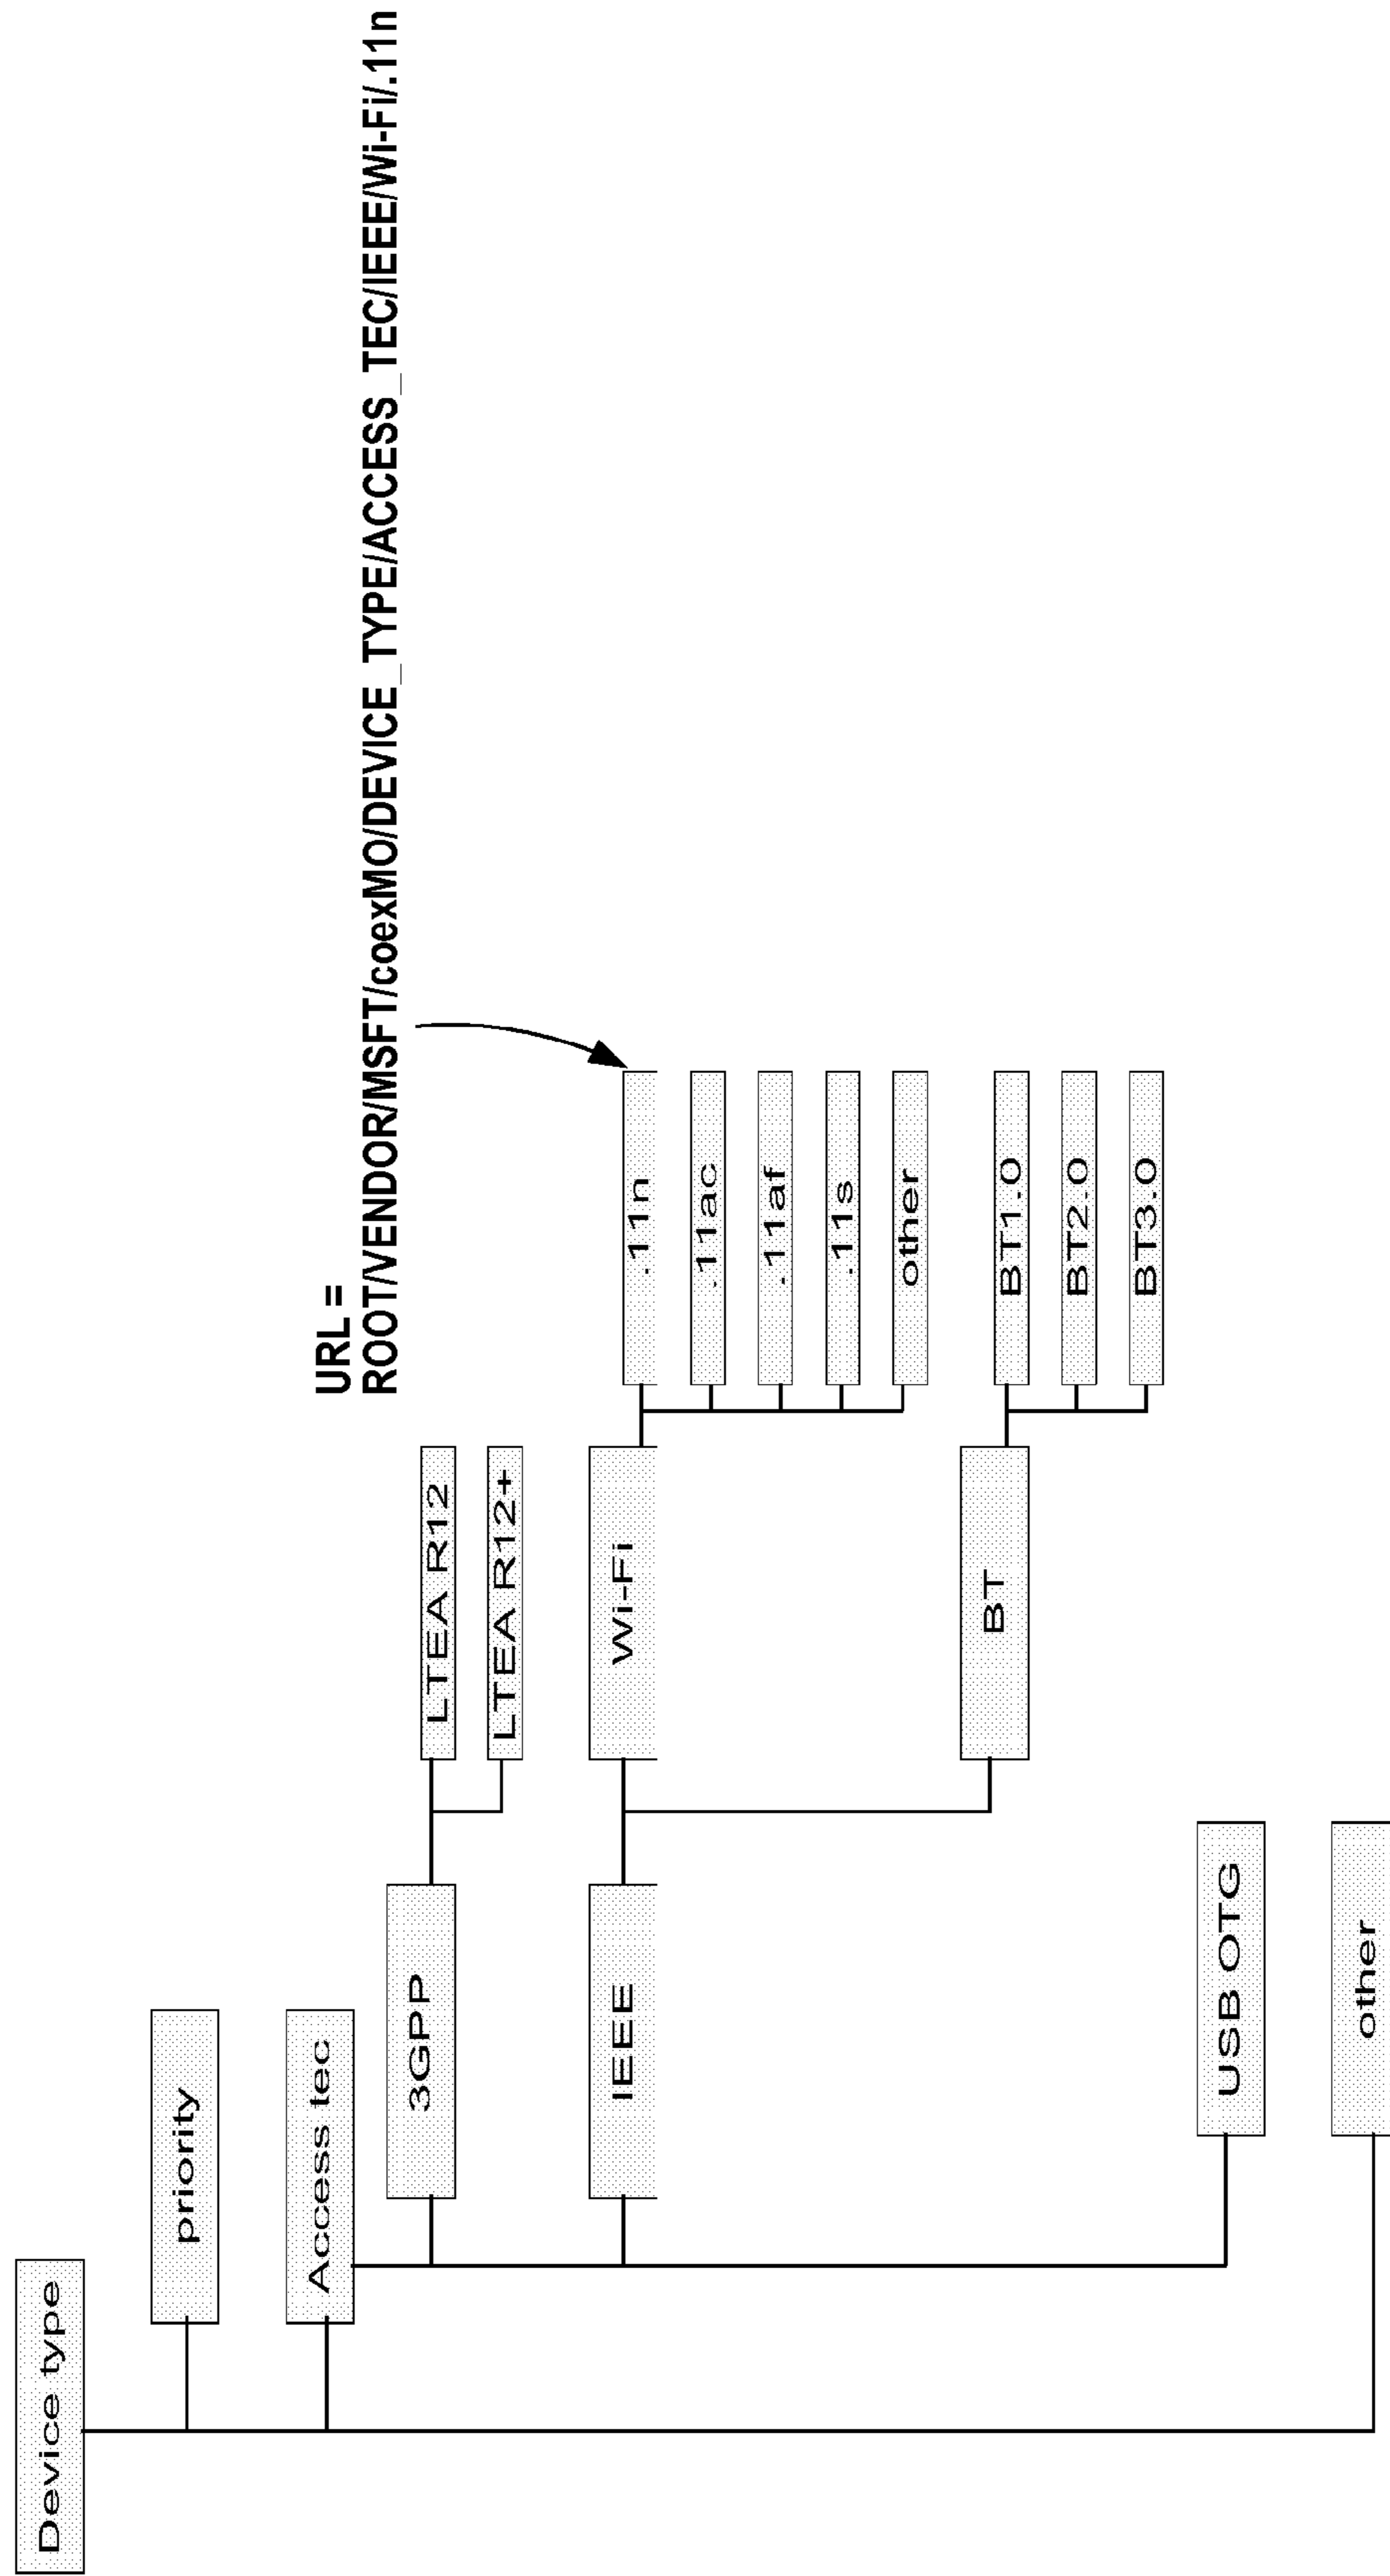 Device type
priority
Access tec
3GPP
LTEA R12
LTEA R12+
URL =
ROOT/VENDOR/MSFT/coexMO/DEVICE_TYPE/ACCESS_TEC/IEEE/Wi-Fi/.11n
IEEE
Wi-Fi
.11n
.11ac
.11af
.11s
other
BT
BT1.0
BT2.0
BT3.0
USB OTG
other